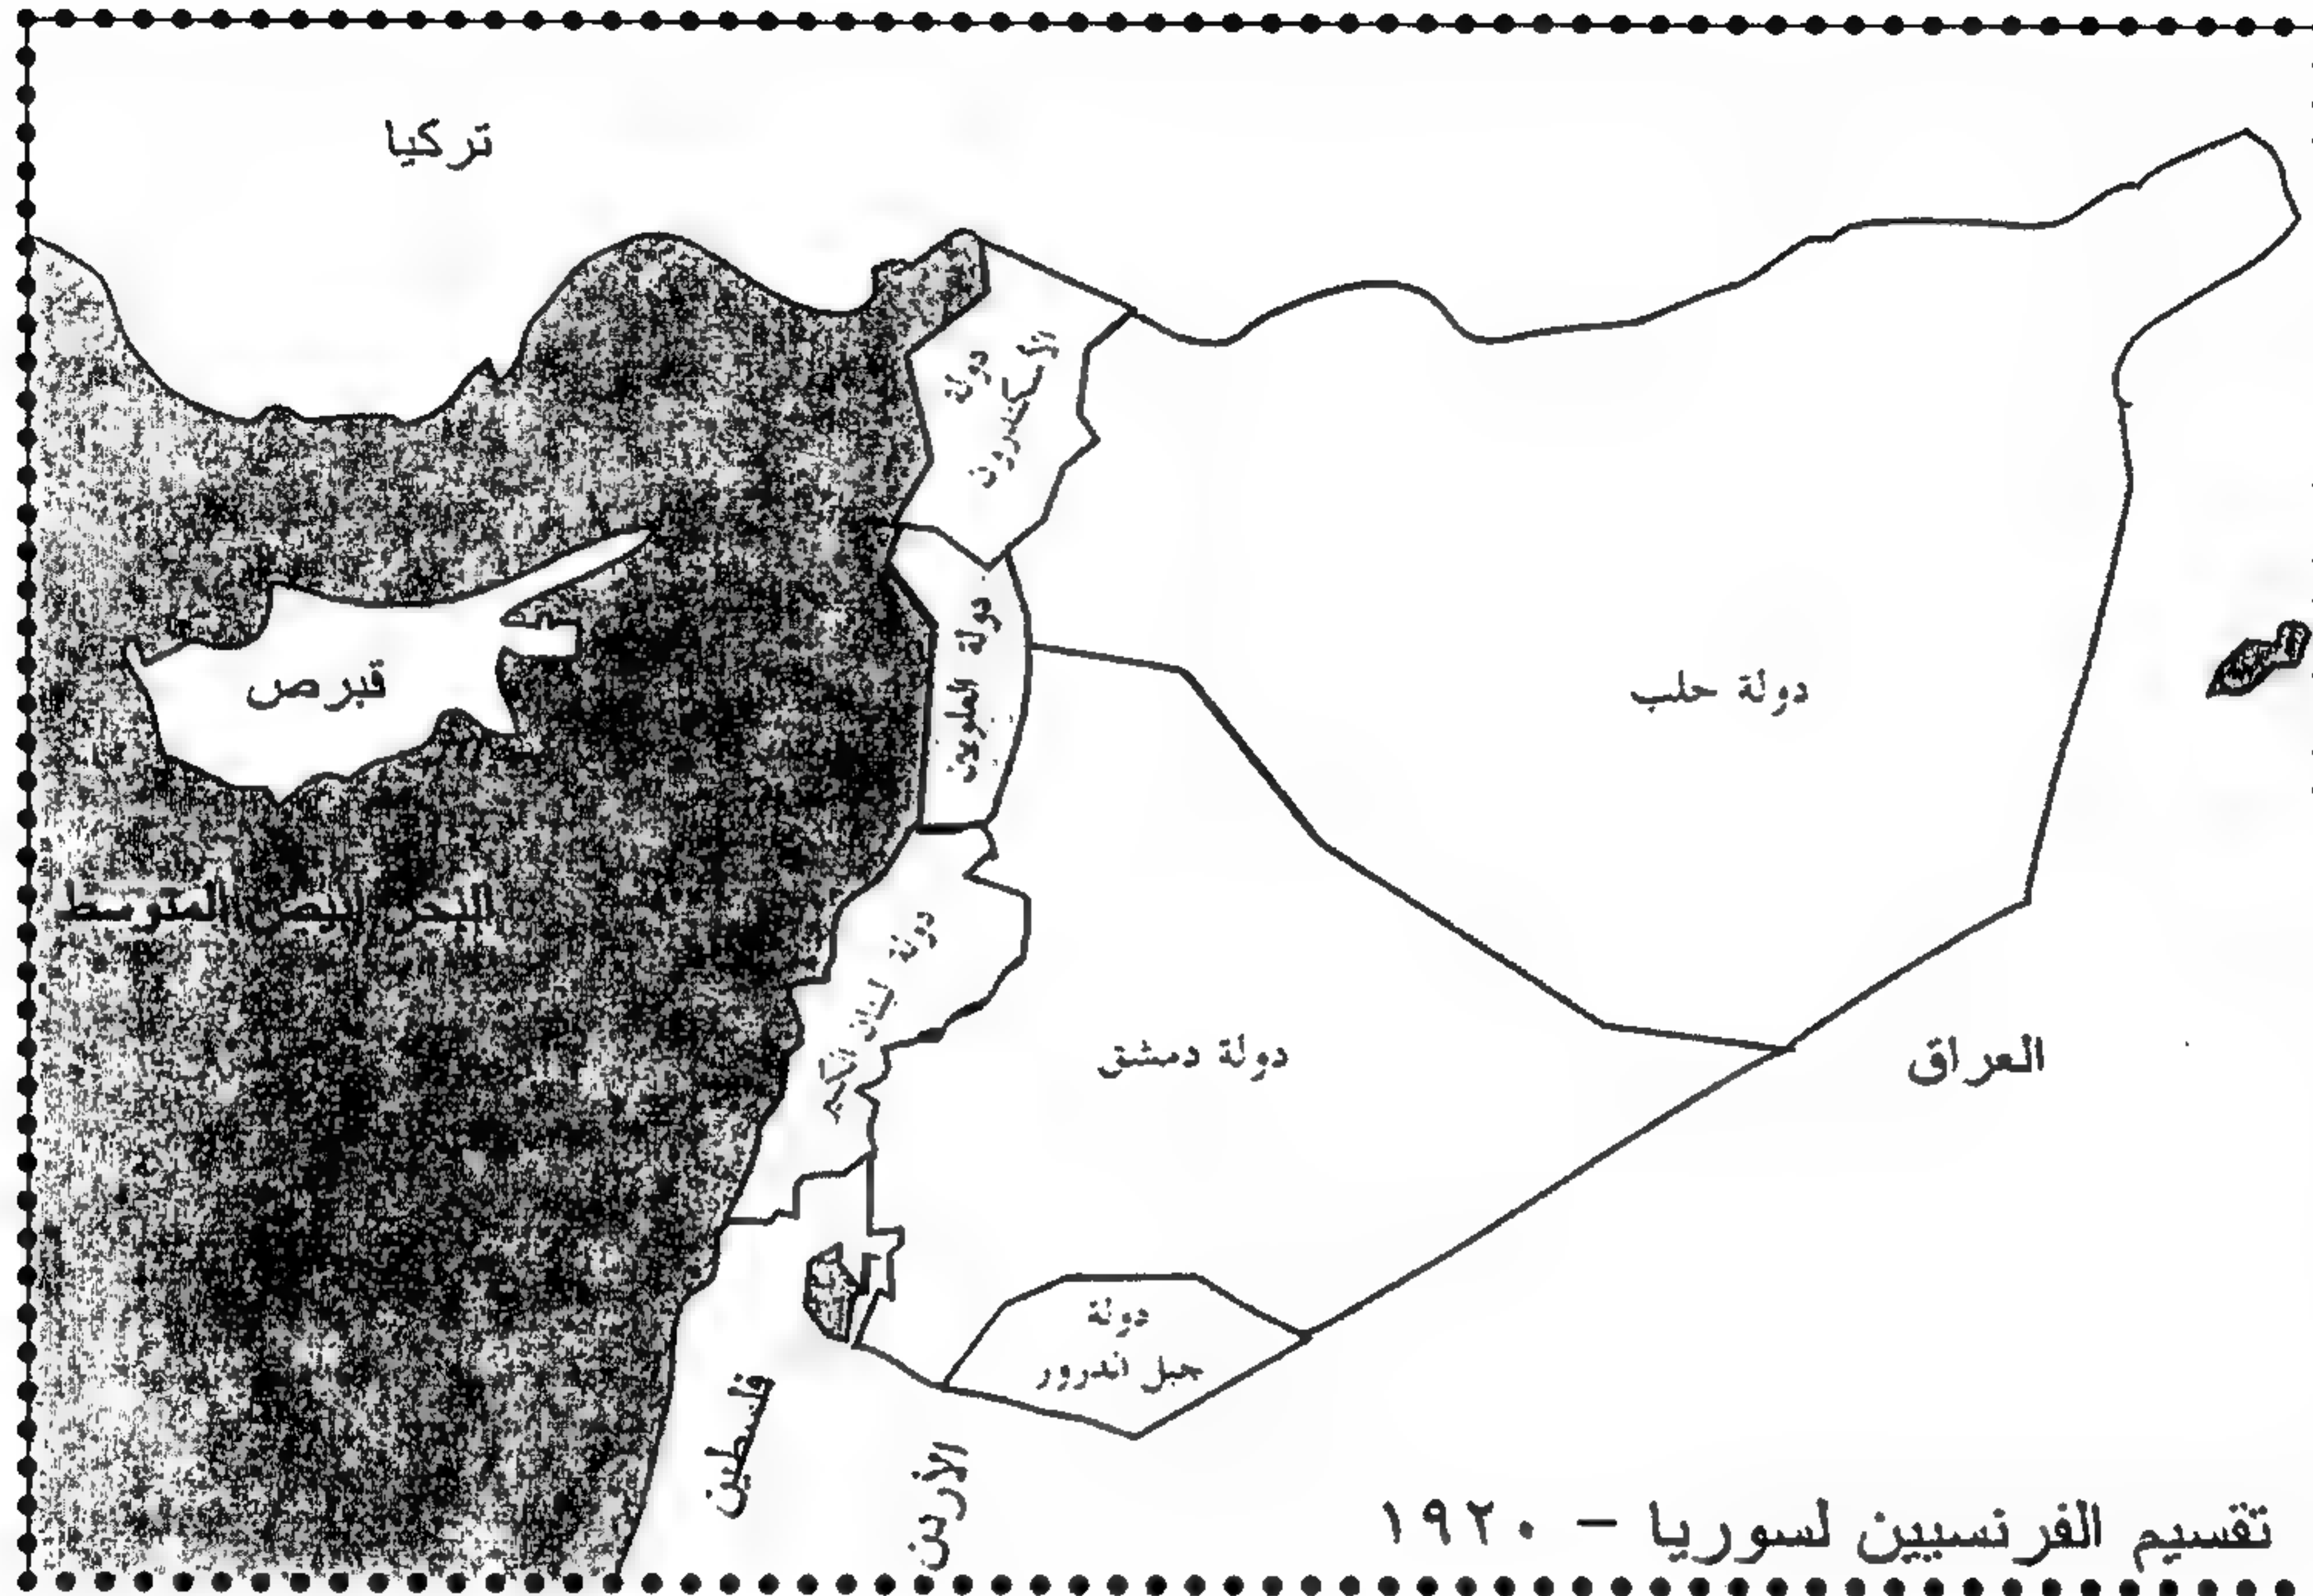 تركيا
دولة
الأسكندرون
دولة العلويين
قبرص
دولة حلب
البحر الأبيض المتوسط
دولة لبنان الكبير
دولة دمشق
العراق
دولة
جبل الدروز
فلسطين
الأردن
تقسيم الفرنسيين لسوريا - ١٩٢٠